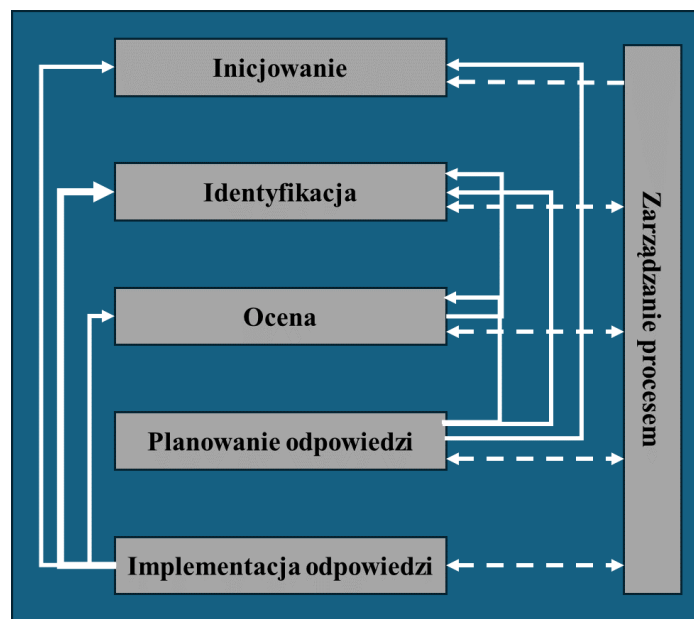 Inicjowanie
Identyfikacja
Ocena
Planowanie odpowiedzi
Implementacja odpowiedzi
Zarządzanie procesem